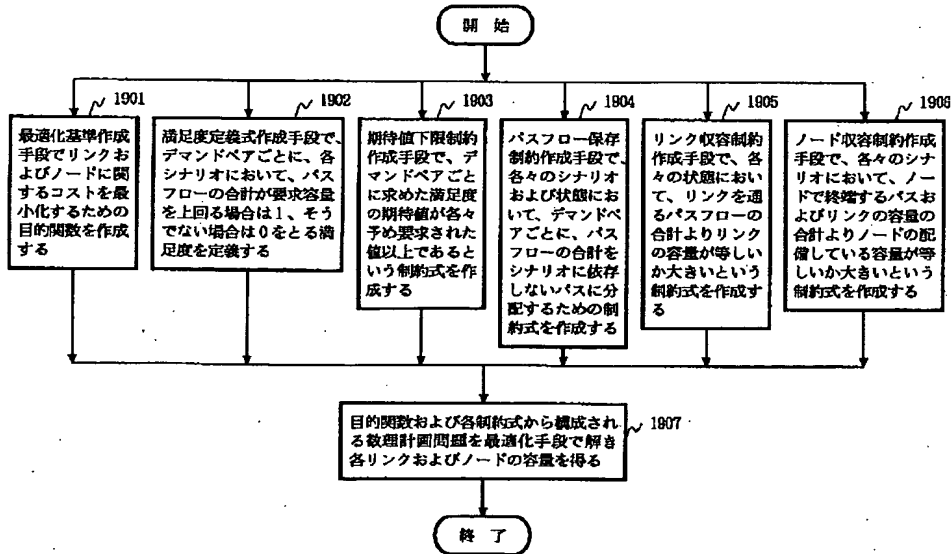 開始
1901
最適化基準作成
手段でリンクお
よびノードに関
するコストを最
小化するための
目的関数を作成
する
1902
満足度定義式作成手段で、
デマンドペアごとに、各
シナリオにおいて、パス
フローの合計が要求容量
を上回る場合は1、そう
でない場合は0をとる満
足度を定義する
1903
期待値下限制約
作成手段で、デ
マンドペアごと
に求めた満足度
の期待値が各々
予め要求された
値以上であると
いう制約式を作
成する
1904
パスフロー保存
制約作成手段で、
各々のシナリオ
および状態にお
いて、デマンドペ
アごとに、パスフ
ローの合計を
シナリオに依存
しないパスに分
配するための制
約式を作成する
1905
リンク収容制約
作成手段で、各
々の状態におい
て、リンクを通
るパスフローの
合計よりリンク
の容量が等しい
か大きいという
制約式を作成す
る
1906
ノード収容制約作成
手段で、各々のシナ
リオにおいて、ノー
ドで終端するパスお
よびリンクの容量の
合計よりノードの配
備している容量が等
しいか大きいという
制約式を作成する
目的関数および各制約式から構成され
る数理計画問題を最適化手段で解き
各リンクおよびノードの容量を得る
1907
終了